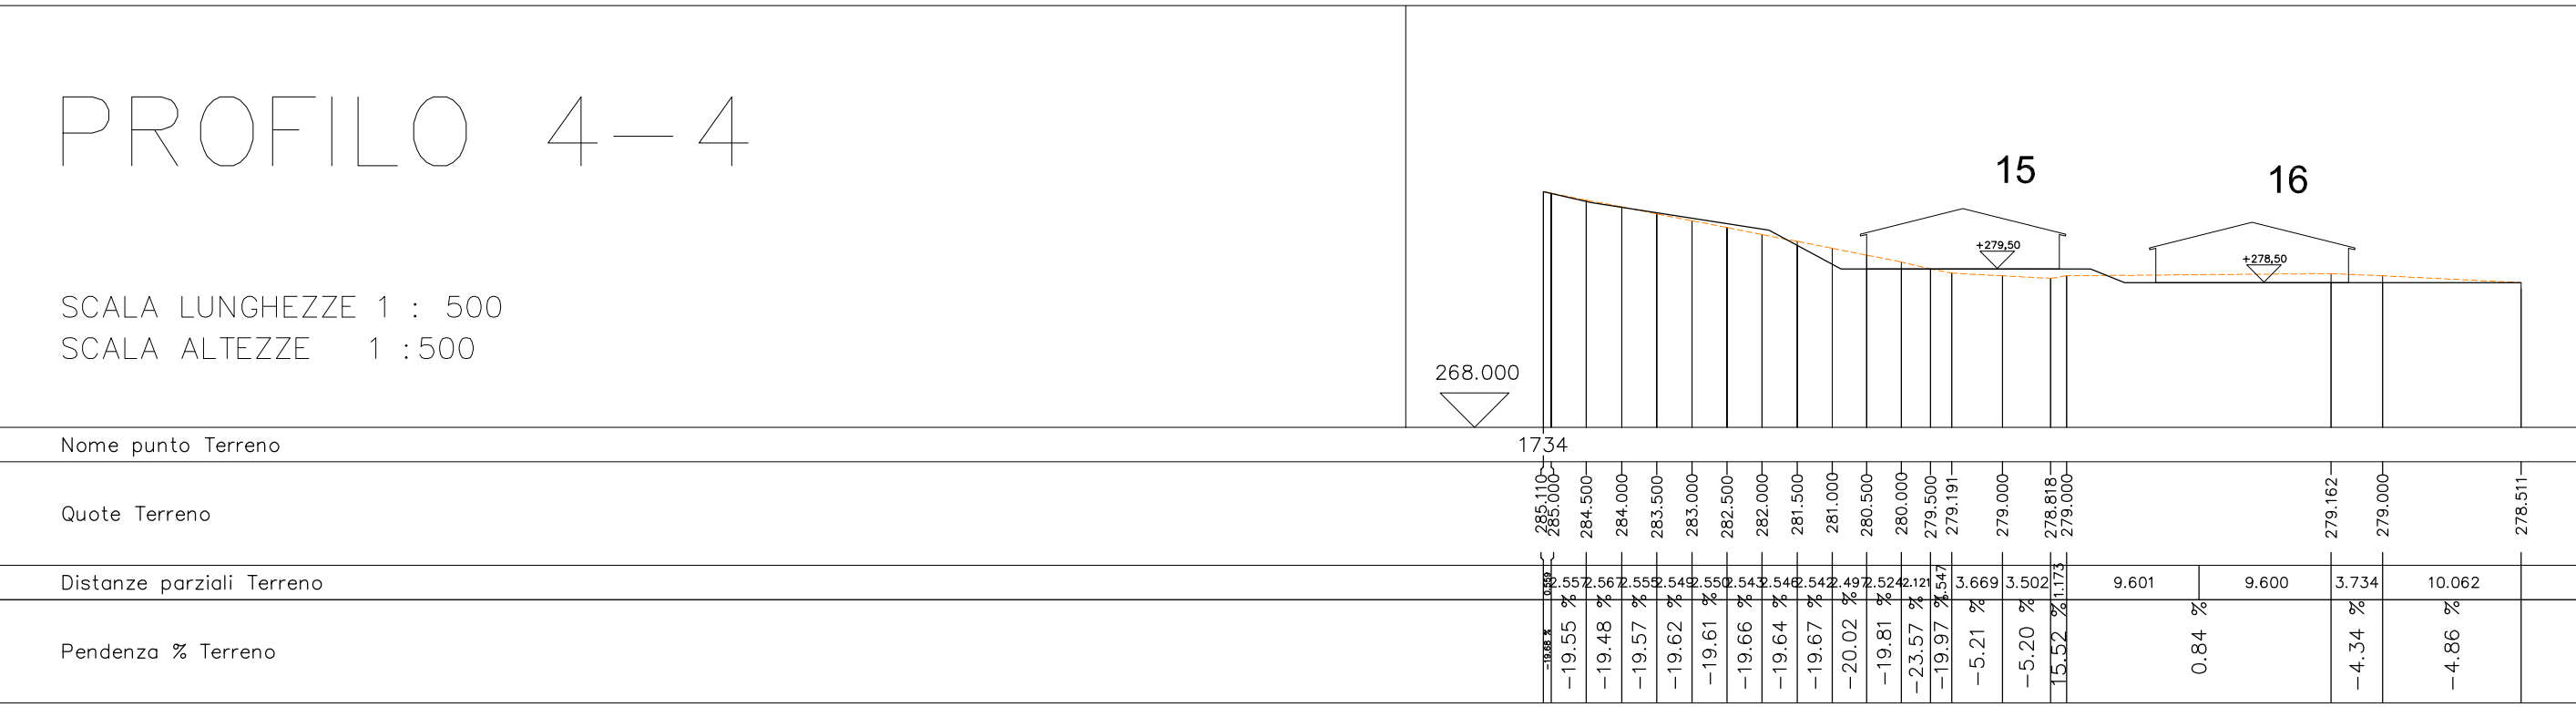 PROFILO 4-4
15
16
+279,50
+278,50
SCALA LUNGHEZZE 1 : 500
SCALA ALTEZZE 1 :500
268.000
Nome punto Terreno
1734
Quote Terreno
285.110 285.000 284.500 284.000 283.500 283.000 282.500 282.000 281.500 281.000 280.500 280.000 279.500 279.191 279.000 278.818 279.000 279.162 279.000 278.511
Distanze parziali Terreno
0.559 2.557 2.567 2.555 2.549 2.550 2.543 2.546 2.542 2.497 2.524 2.121 1.547 3.669 3.502 1.173 9.601 9.600 3.734 10.062
Pendenza % Terreno
-19.68 % -19.55 % -19.48 % -19.57 % -19.62 % -19.61 % -19.66 % -19.64 % -19.67 % -20.02 % -19.81 % -23.57 % -19.97 % -5.21 % -5.20 % 15.52 % 0.84 % -4.34 % -4.86 %